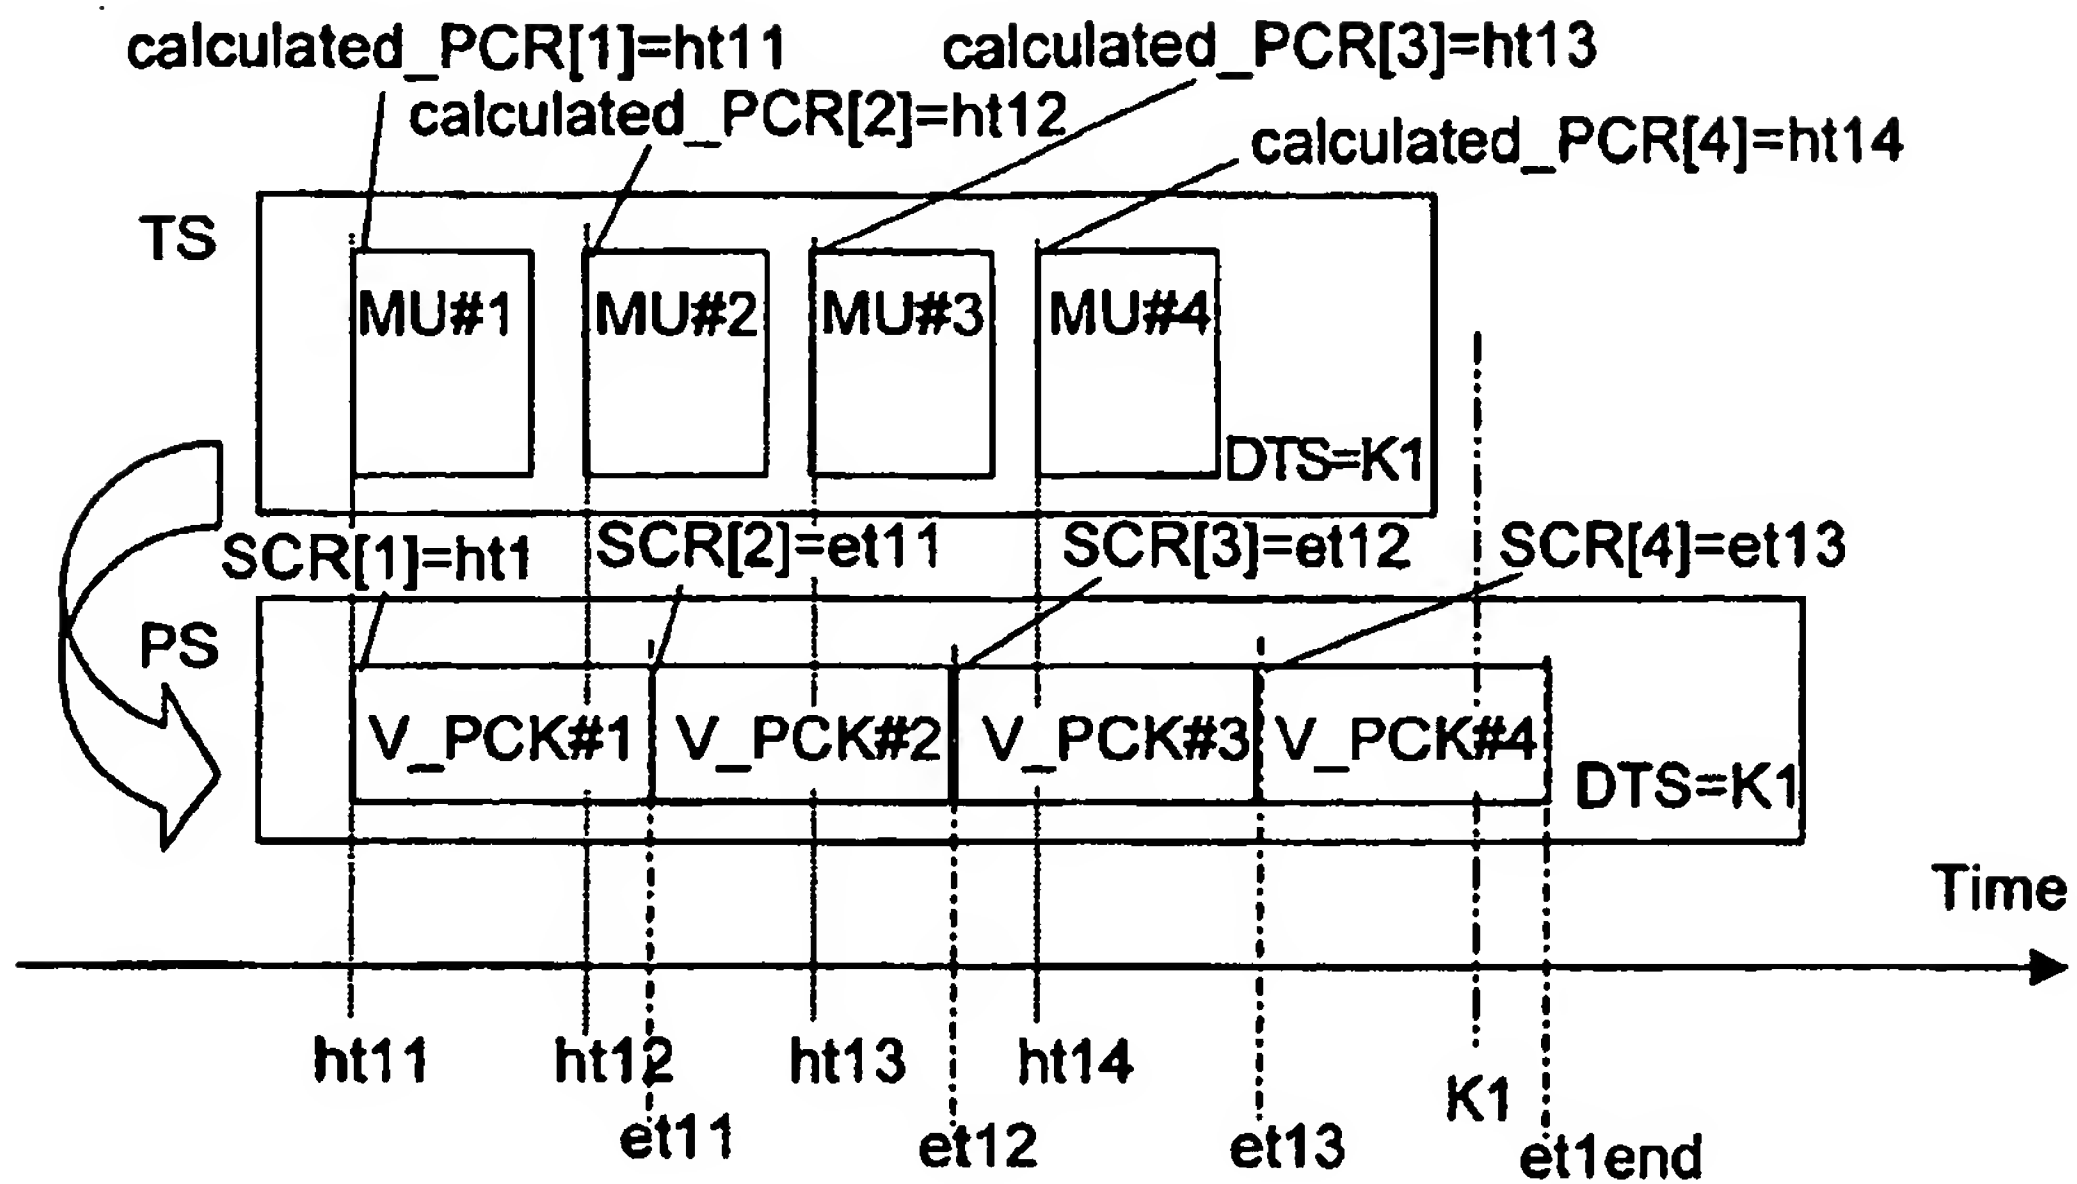 calculated_PCR[1]=ht11
calculated_PCR[3]=ht13
calculated_PCR[2]=ht12
calculated_PCR[4]=ht14
TS
MU#1
MU#2
MU#3
MU#4
DTS=K1
SCR[1]=ht1
SCR[2]=et11
SCR[3]=et12
SCR[4]=et13
PS
V_PCK#1
V_PCK#2
V_PCK#3
V_PCK#4
DTS=K1
Time
ht11
ht12
ht13
ht14
K1
et11
et12
et13
et1end